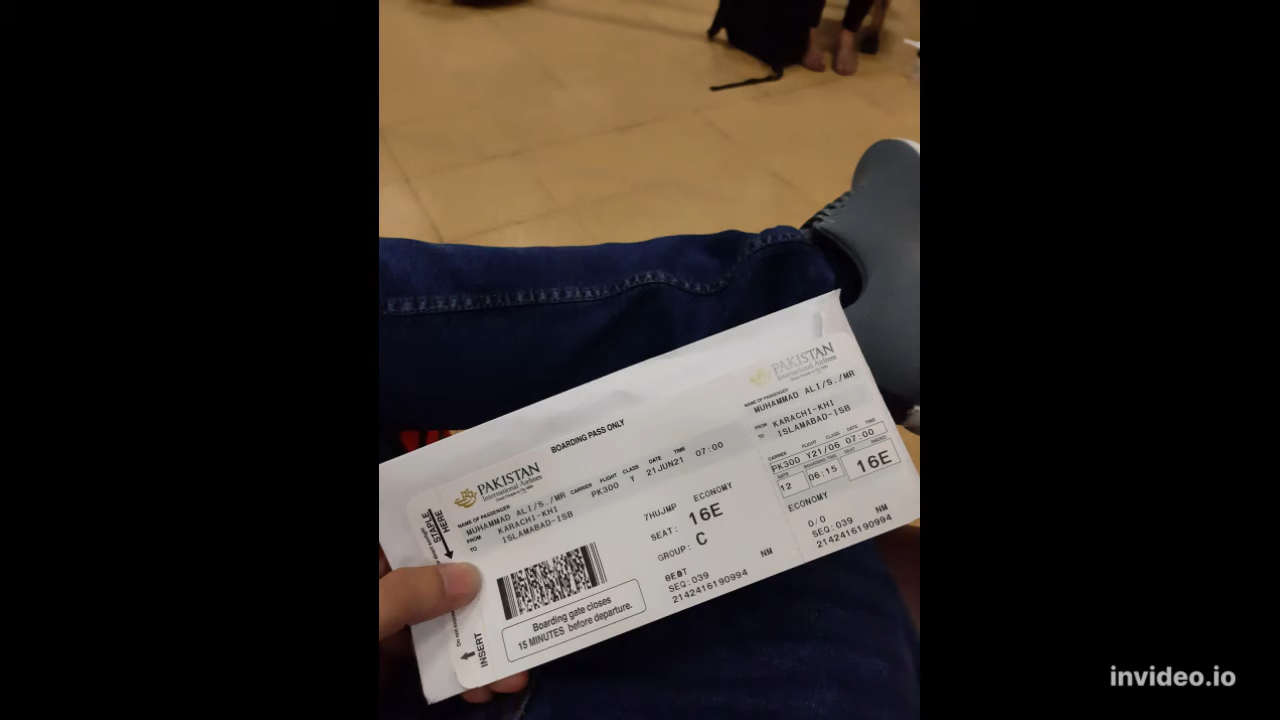 BOARDING PASS ONLY
PAKISTAN
International Airlines
NAME OF PASSENGER CARRIER FLIGHT CLASS DATE TIME
MUHAMMAD ALI/S./MR PK300 Y 21JUN21 07:00
FROM KARACHI-KHI
TO ISLAMABAD-ISB
7HUJMP ECONOMY
SEAT: 16E
GROUP: C
SEQ:039 NM
2142416190994
Boarding gate closes
15 MINUTES before departure.
STAPLE
HERE
INSERT
PAKISTAN
International Airlines
NAME OF PASSENGER
MUHAMMAD ALI/S./MR
FROM KARACHI-KHI
TO ISLAMABAD-ISB
CARRIER FLIGHT CLASS DATE TIME
PK300 Y21/06 07:00
GATE BOARDING TIME SEAT SMOKING
12 06:15 16E
ECONOMY
0/0
SEQ:039 NM
2142416190994
invideo.io